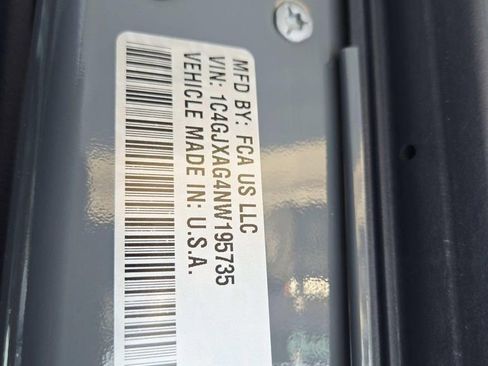 MFD BY: FCA US LLC
VIN: 1C4GJXAG4NW195735
VEHICLE MADE IN: U.S.A.